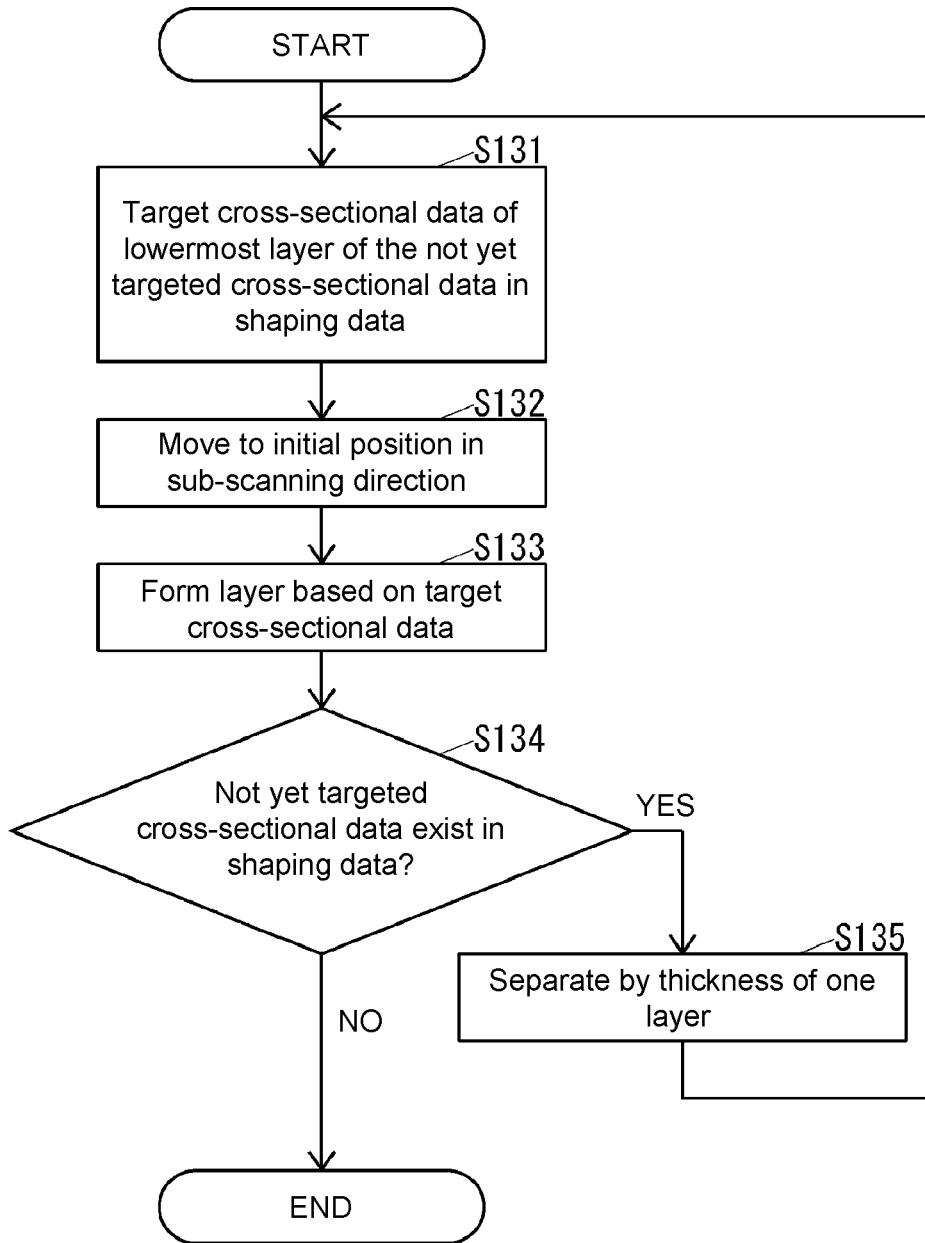 START
S131
Target cross-sectional data of
lowermost layer of the not yet
targeted cross-sectional data in
shaping data
S132
Move to initial position in
sub-scanning direction
S133
Form layer based on target
cross-sectional data
S134
Not yet targeted
cross-sectional data exist in
shaping data?
YES
S135
Separate by thickness of one
layer
NO
END